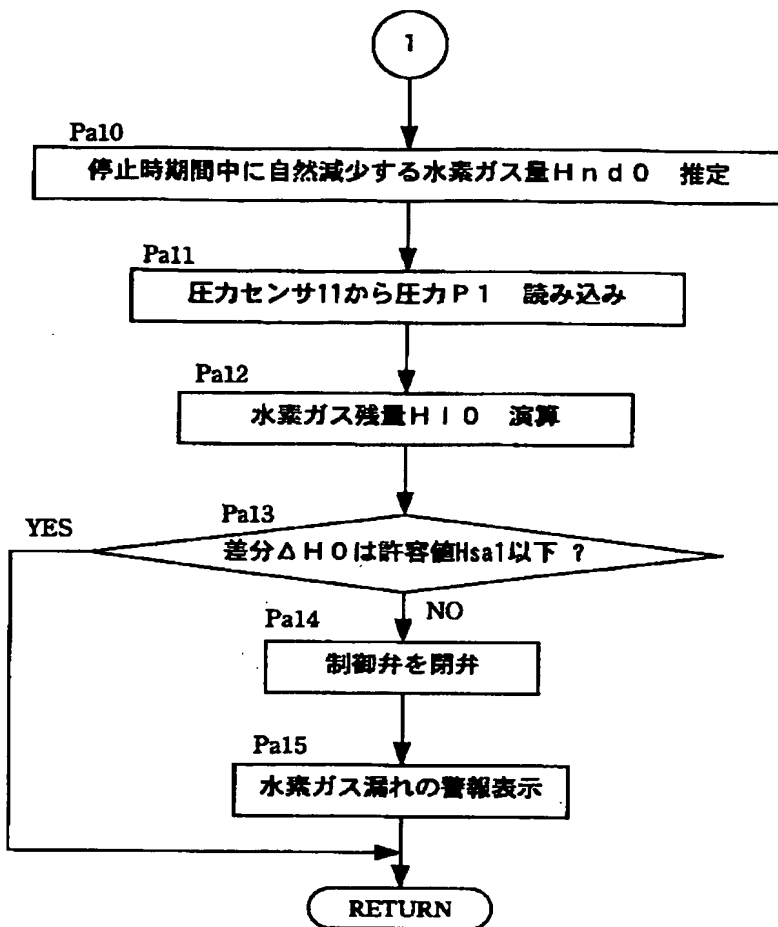 1
Pa10
停止時期間中に自然減少する水素ガス量Hnd0 推定
Pa11
圧力センサ11から圧力P1 読み込み
Pa12
水素ガス残量Hl0 演算
YES
Pa13
差分ΔH0は許容値Hsa1以下 ?
NO
Pa14
制御弁を閉弁
Pa15
水素ガス漏れの警報表示
RETURN